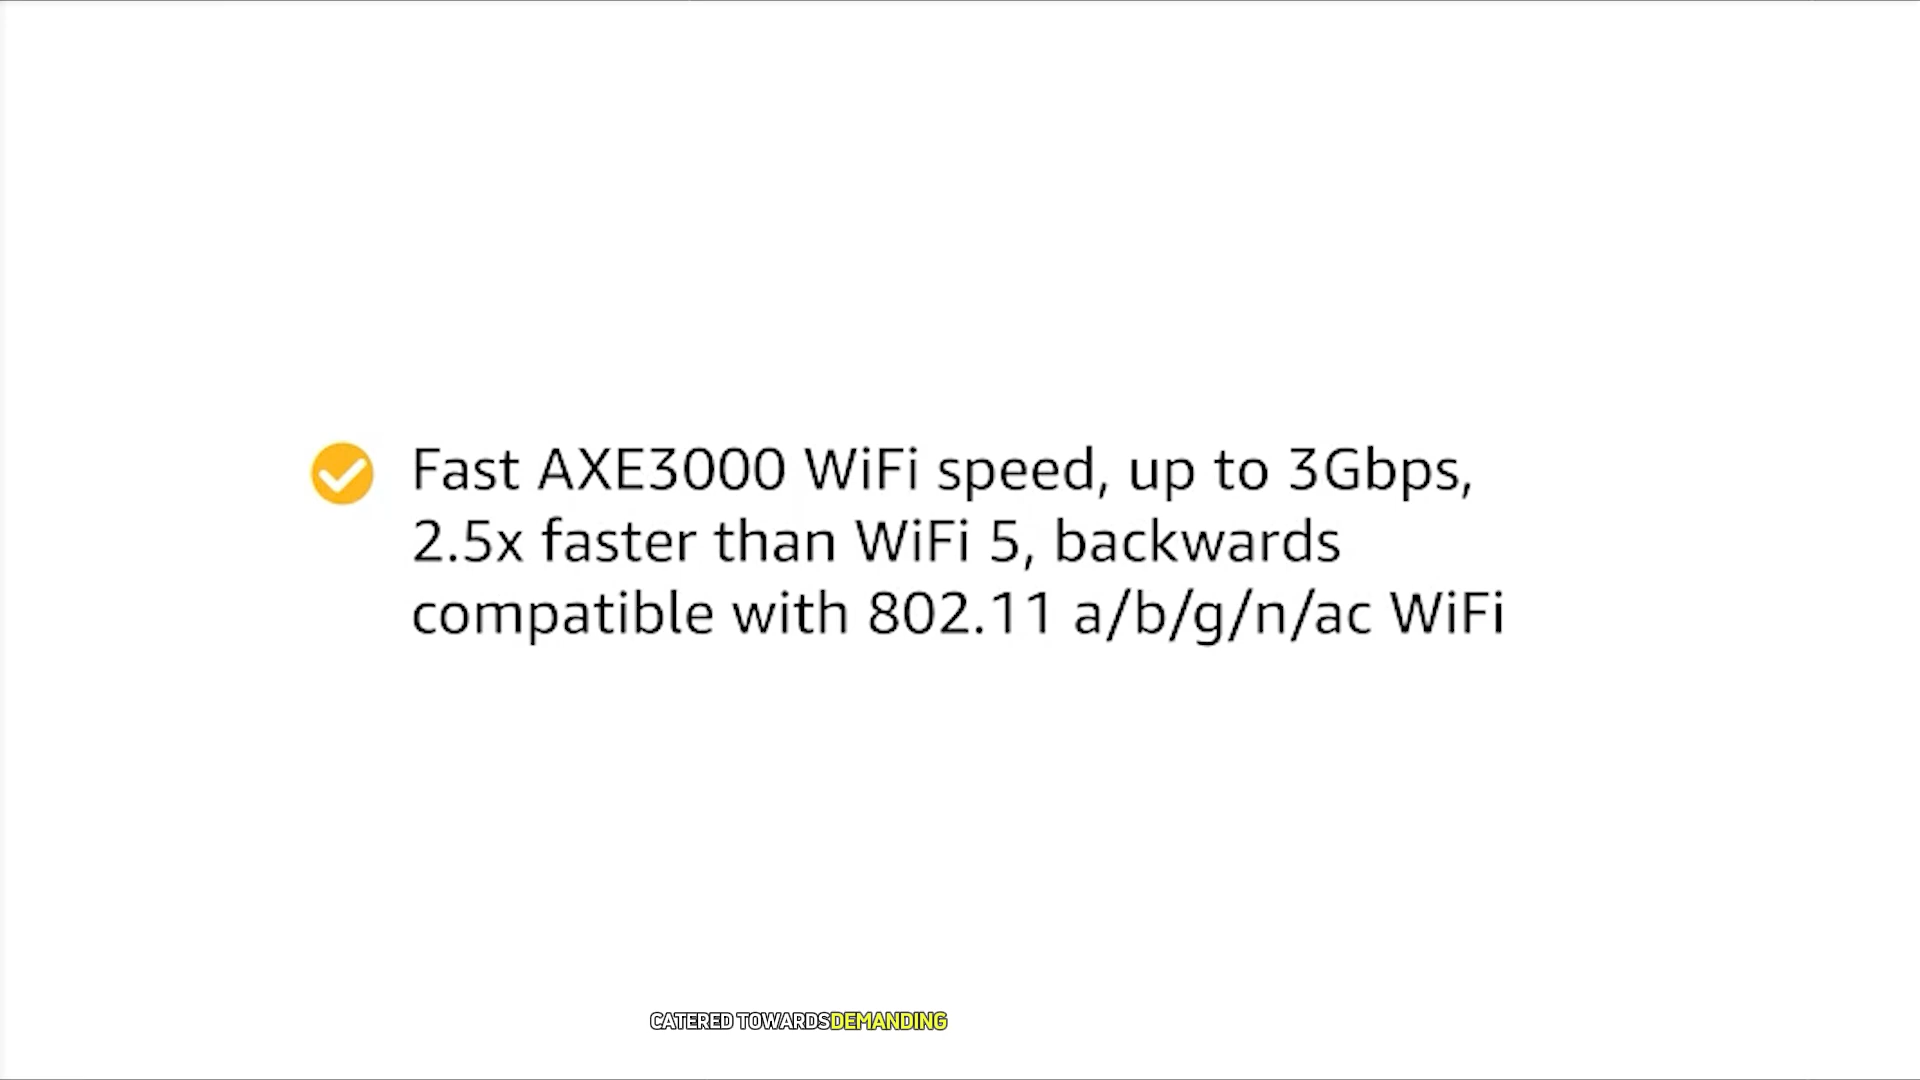 Fast AXE3000 WiFi speed, up to 3Gbps,
2.5x faster than WiFi 5, backwards
compatible with 802.11 a/b/g/n/ac WiFi
CATERED TOWARDS DEMANDING